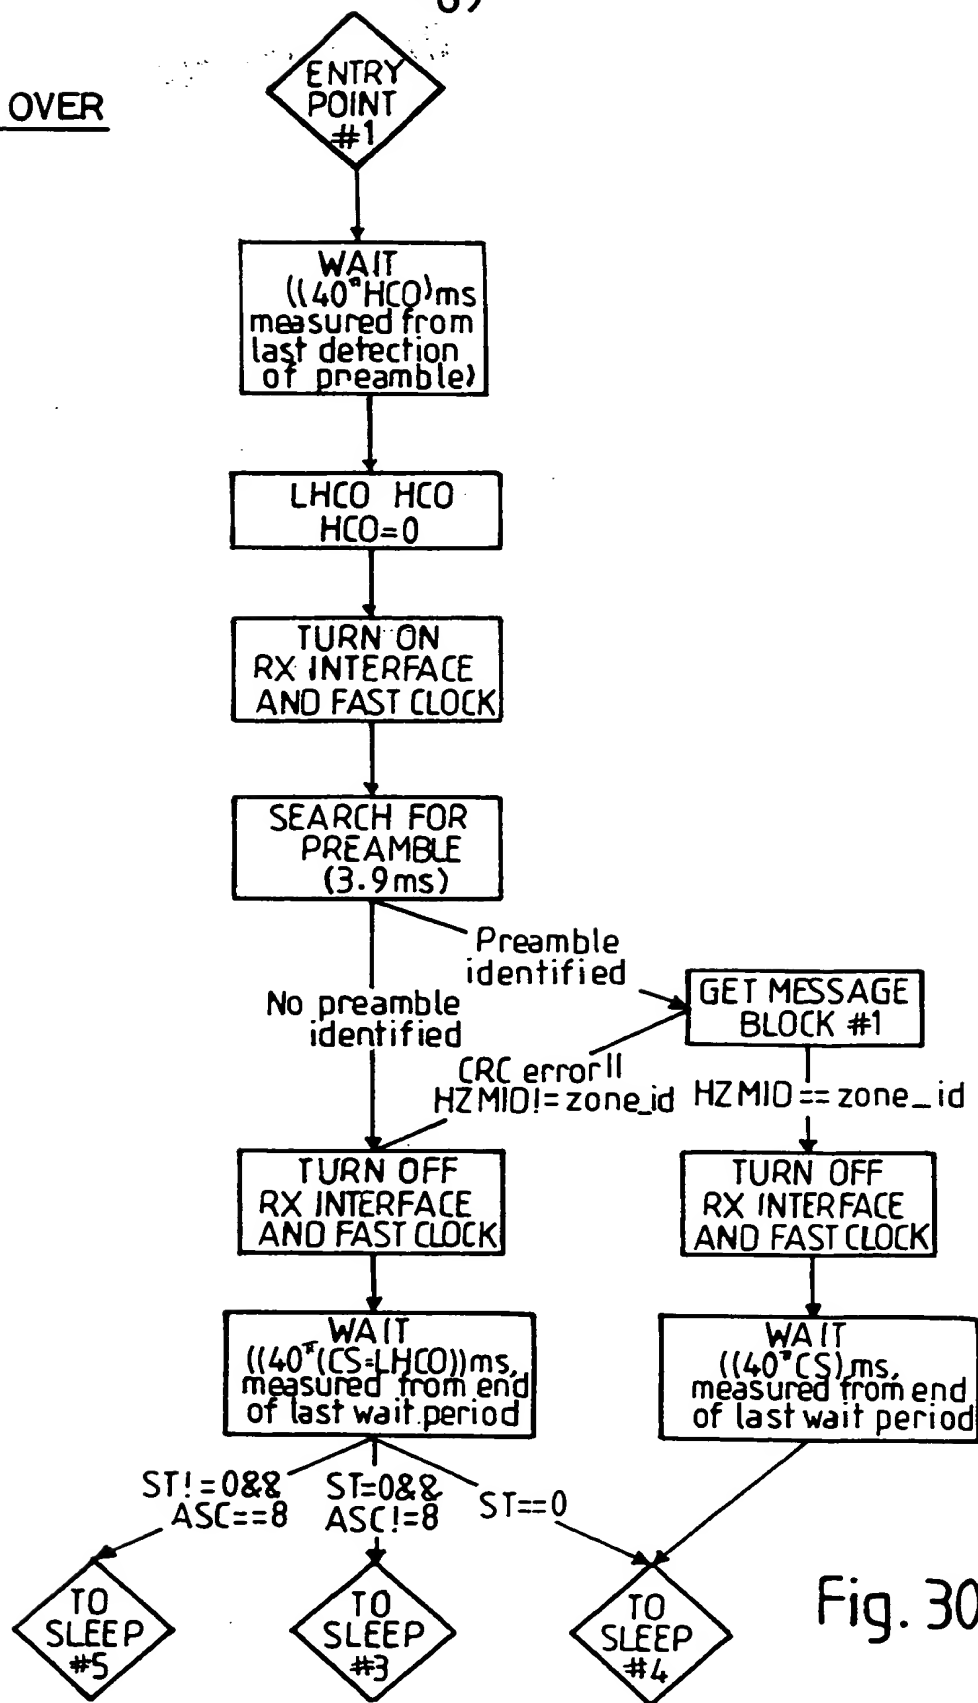 OVER
ENTRY
POINT
#1
WAIT
((40*HCO)ms
measured from
last detection
of preamble)
LHCO HCO
HCO=0
TURN ON
RX INTERFACE
AND FAST CLOCK
SEARCH FOR
PREAMBLE
(3.9ms)
Preamble
identified
No preamble
identified
GET MESSAGE
BLOCK #1
CRC error||
HZMID!=zone_id
HZMID==zone_id
TURN OFF
RX INTERFACE
AND FAST CLOCK
TURN OFF
RX INTERFACE
AND FAST CLOCK
WAIT
((40*(CS=LHCO))ms,
measured from end
of last wait period
WAIT
((40*CS)ms,
measured from end
of last wait period
ST!=0&&
ASC==8
ST=0&&
ASC!=8
ST==0
TO
SLEEP
#5
TO
SLEEP
#3
TO
SLEEP
#4
Fig. 30